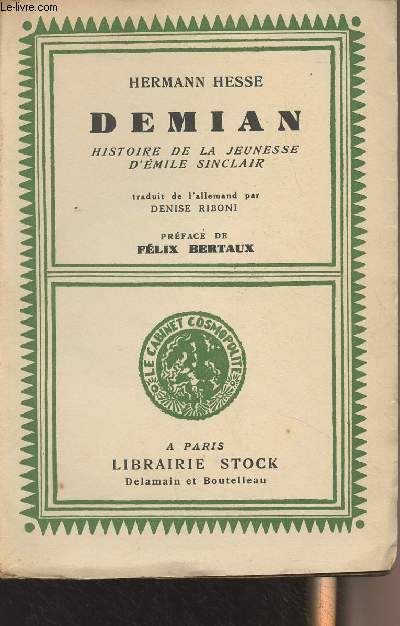 Le-livre.com
HERMANN HESSE
DEMIAN
HISTOIRE DE LA JEUNESSE
D'ÉMILE SINCLAIR
traduit de l'allemand par
DENISE RIBONI
PRÉFACE DE
FÉLIX BERTAUX
LE CABINET COSMOPOLITE
A PARIS
LIBRAIRIE STOCK
Delamain et Boutelleau